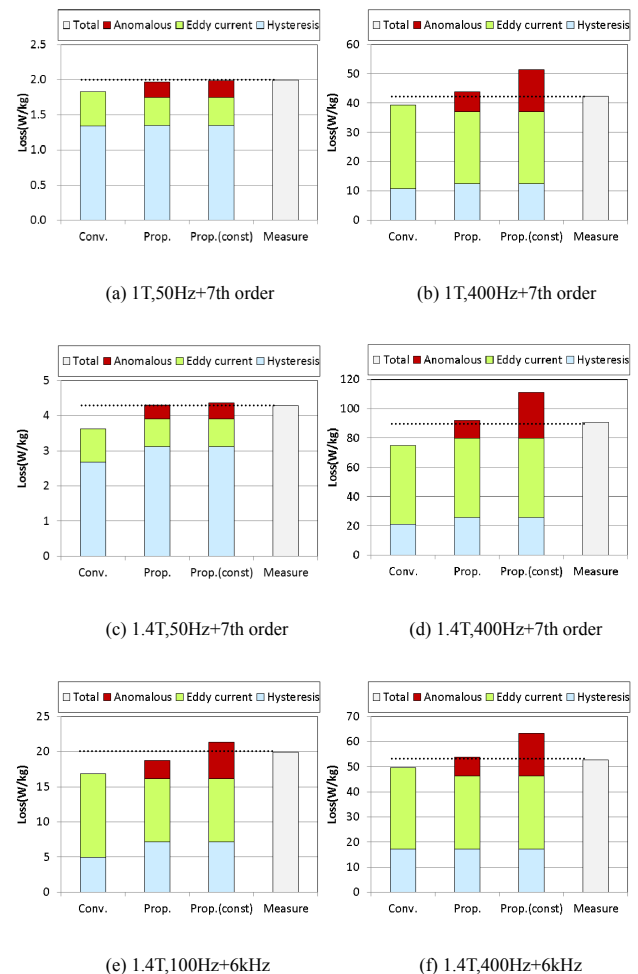 Total Anomalous Eddy current Hysteresis
2.5
2.0
1.5
1.0
0.5
0.0
Loss(W/kg)
Conv. Prop. Prop.(const) Measure
(a) 1T,50Hz+7th order
Total Anomalous Eddy current Hysteresis
60
50
40
30
20
10
0
Loss(W/kg)
Conv. Prop. Prop.(const) Measure
(b) 1T,400Hz+7th order
Total Anomalous Eddy current Hysteresis
5
4
3
2
1
0
Loss(W/kg)
Conv. Prop. Prop.(const) Measure
(c) 1.4T,50Hz+7th order
Total Anomalous Eddy current Hysteresis
120
100
80
60
40
20
0
Loss(W/kg)
Conv. Prop. Prop.(const) Measure
(d) 1.4T,400Hz+7th order
Total Anomalous Eddy current Hysteresis
25
20
15
10
5
0
Loss(W/kg)
Conv. Prop. Prop.(const) Measure
(e) 1.4T,100Hz+6kHz
Total Anomalous Eddy current Hysteresis
70
60
50
40
30
20
10
0
Loss(W/kg)
Conv. Prop. Prop.(const) Measure
(f) 1.4T,400Hz+6kHz